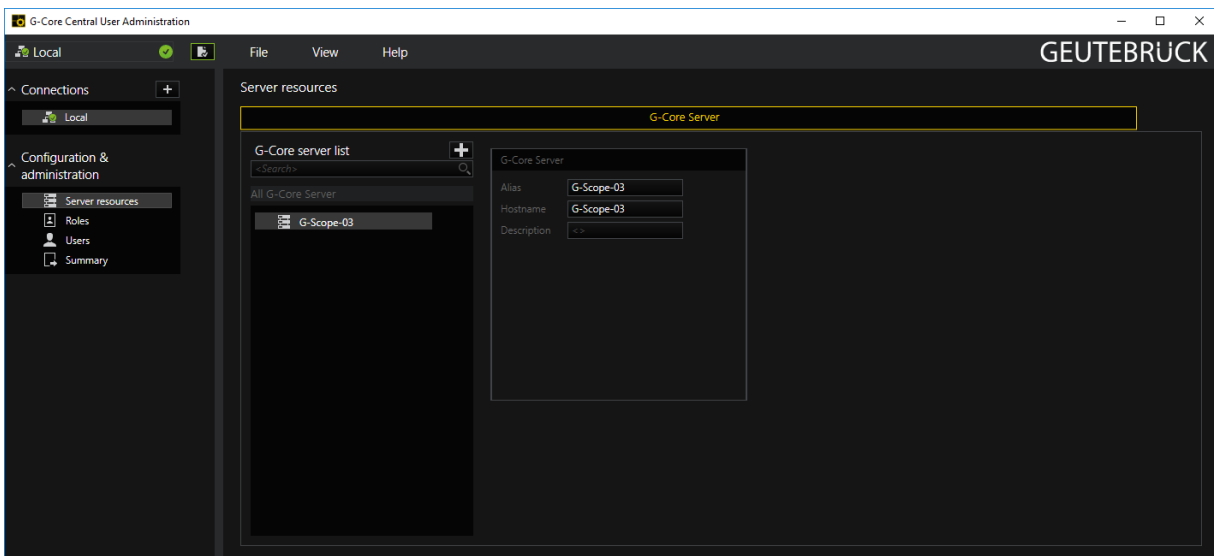 G-Core Central User Administration
Local
File
View
Help
GEUTEBRÜCK
Connections
Local
Configuration &
administration
Server resources
Roles
Users
Summary
Server resources
G-Core Server
G-Core server list
<Search>
All G-Core Server
G-Scope-03
G-Core Server
Alias G-Scope-03
Hostname G-Scope-03
Description <>